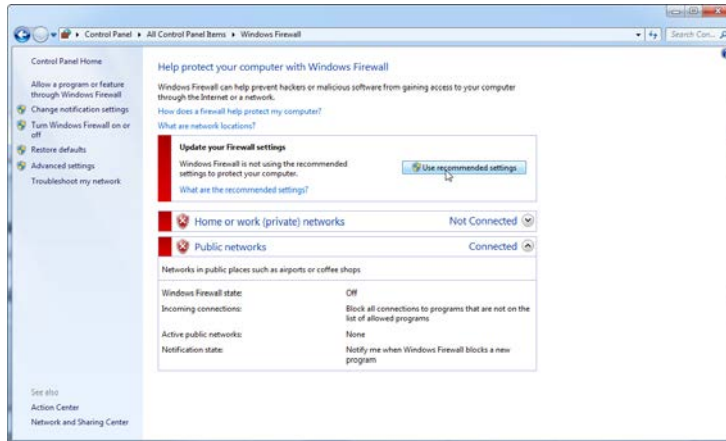 Control Panel ▸ All Control Panel Items ▸ Windows Firewall
Search Con...
Control Panel Home
Allow a program or feature
through Windows Firewall
Change notification settings
Turn Windows Firewall on or
off
Restore defaults
Advanced settings
Troubleshoot my network
See also
Action Center
Network and Sharing Center
Help protect your computer with Windows Firewall
Windows Firewall can help prevent hackers or malicious software from gaining access to your computer
through the Internet or a network.
How does a firewall help protect my computer?
What are network locations?
Update your Firewall settings
Windows Firewall is not using the recommended
settings to protect your computer.
Use recommended settings
What are the recommended settings?
Home or work (private) networks Not Connected
Public networks Connected
Networks in public places such as airports or coffee shops
Windows Firewall state: Off
Incoming connections: Block all connections to programs that are not on the
list of allowed programs
Active public networks: None
Notification state: Notify me when Windows Firewall blocks a new
program